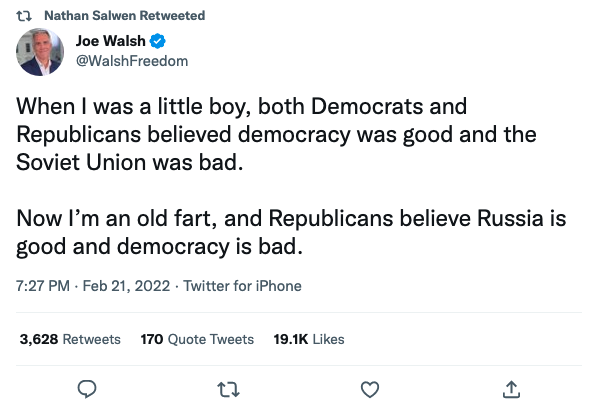 Nathan Salwen Retweeted
Joe Walsh
@WalshFreedom
When I was a little boy, both Democrats and
Republicans believed democracy was good and the
Soviet Union was bad.
Now I’m an old fart, and Republicans believe Russia is
good and democracy is bad.
7:27 PM · Feb 21, 2022 · Twitter for iPhone
3,628 Retweets 170 Quote Tweets 19.1K Likes